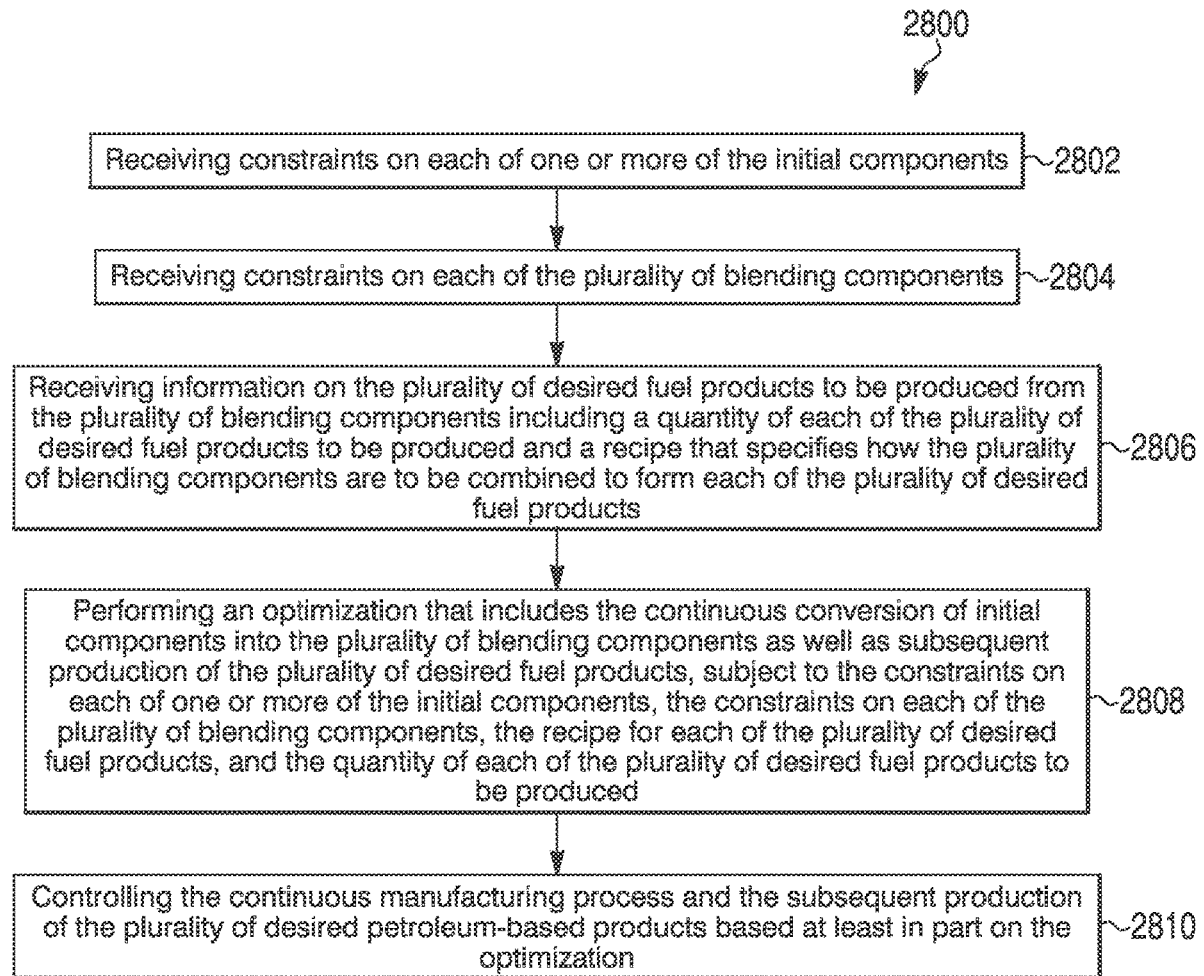 2800
Receiving constraints on each of one or more of the initial components
2802
Receiving constraints on each of the plurality of blending components
2804
Receiving information on the plurality of desired fuel products to be produced from
the plurality of blending components including a quantity of each of the plurality of
desired fuel products to be produced and a recipe that specifies how the plurality
of blending components are to be combined to form each of the plurality of desired
fuel products
2806
Performing an optimization that includes the continuous conversion of initial
components into the plurality of blending components as well as subsequent
production of the plurality of desired fuel products, subject to the constraints on
each of one or more of the initial components, the constraints on each of the
plurality of blending components, the recipe for each of the plurality of desired
fuel products, and the quantity of each of the plurality of desired fuel products to
be produced
2808
Controlling the continuous manufacturing process and the subsequent production
of the plurality of desired petroleum-based products based at least in part on the
optimization
2810